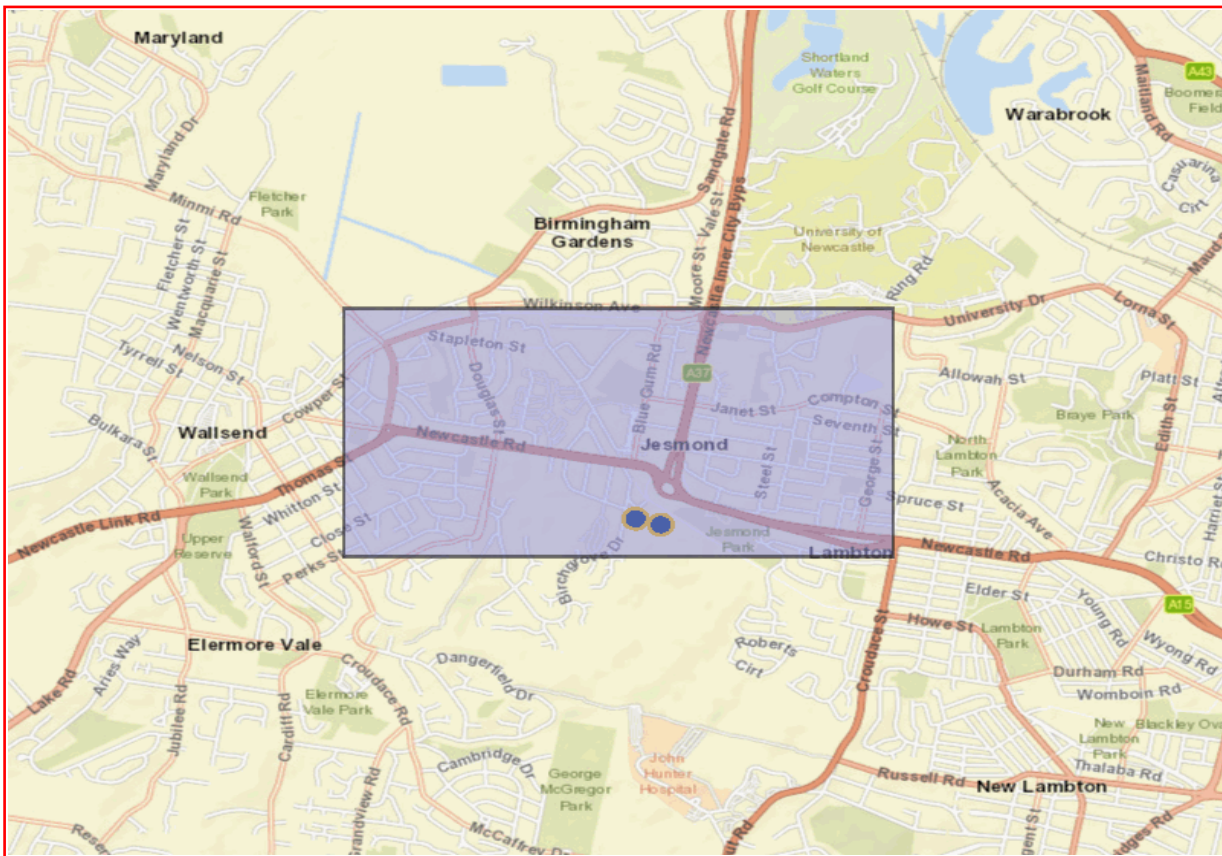 Maryland
Shortland
Waters
Golf Course
A43
Boomer
Field
Maitland Rd
Warabrook
Maryland Dr
Sandgate Rd
Casuarina
Cirt
Fletcher
Park
Minmi Rd
Birmingham
Gardens
Vale St
Moore St
Newcastle Inner City Byps
University of
Newcastle
Ring Rd
Fletcher St
Wentworth St
Macquarie St
Wilkinson Ave
University Dr
Lorna St
Maud
Stapleton St
Tyrrell St
Nelson St
Cowper St
Douglas St
Blue Gum Rd
A37
Allowah St
Platt St
Janet St
Compton St
Seventh St
Braye Park
Edith St
Bulkara St
Wallsend
Newcastle Rd
Jesmond
Steel St
George St
North
Lambton
Park
Wallsend
Park
Thomas St
Whitton St
Spruce St
Acacia Ave
Harriet St
Newcastle Link Rd
Upper
Reserve
Walford St
Close St
Perks St
Birchgrove Dr
Jesmond
Park
Lambton
Newcastle Rd
Christo R
Elder St
Young Rd
A15
Howe St
Lambton
Park
Wyong Rd
Elermore Vale
Aries Way
Lake Rd
Jubilee Rd
Cardiff Rd
Croudace Rd
Dangerfield Dr
Roberts
Cirt
Croudace St
Durham Rd
Womboin Rd
Elermore
Vale Park
New
Lambton
Park
Blackley Ov
Cambridge Dr
George
McGregor
Park
John
Hunter
Hospital
Thalaba Rd
Russell Rd
New Lambton
Grandview Rd
McCaffrey Dr